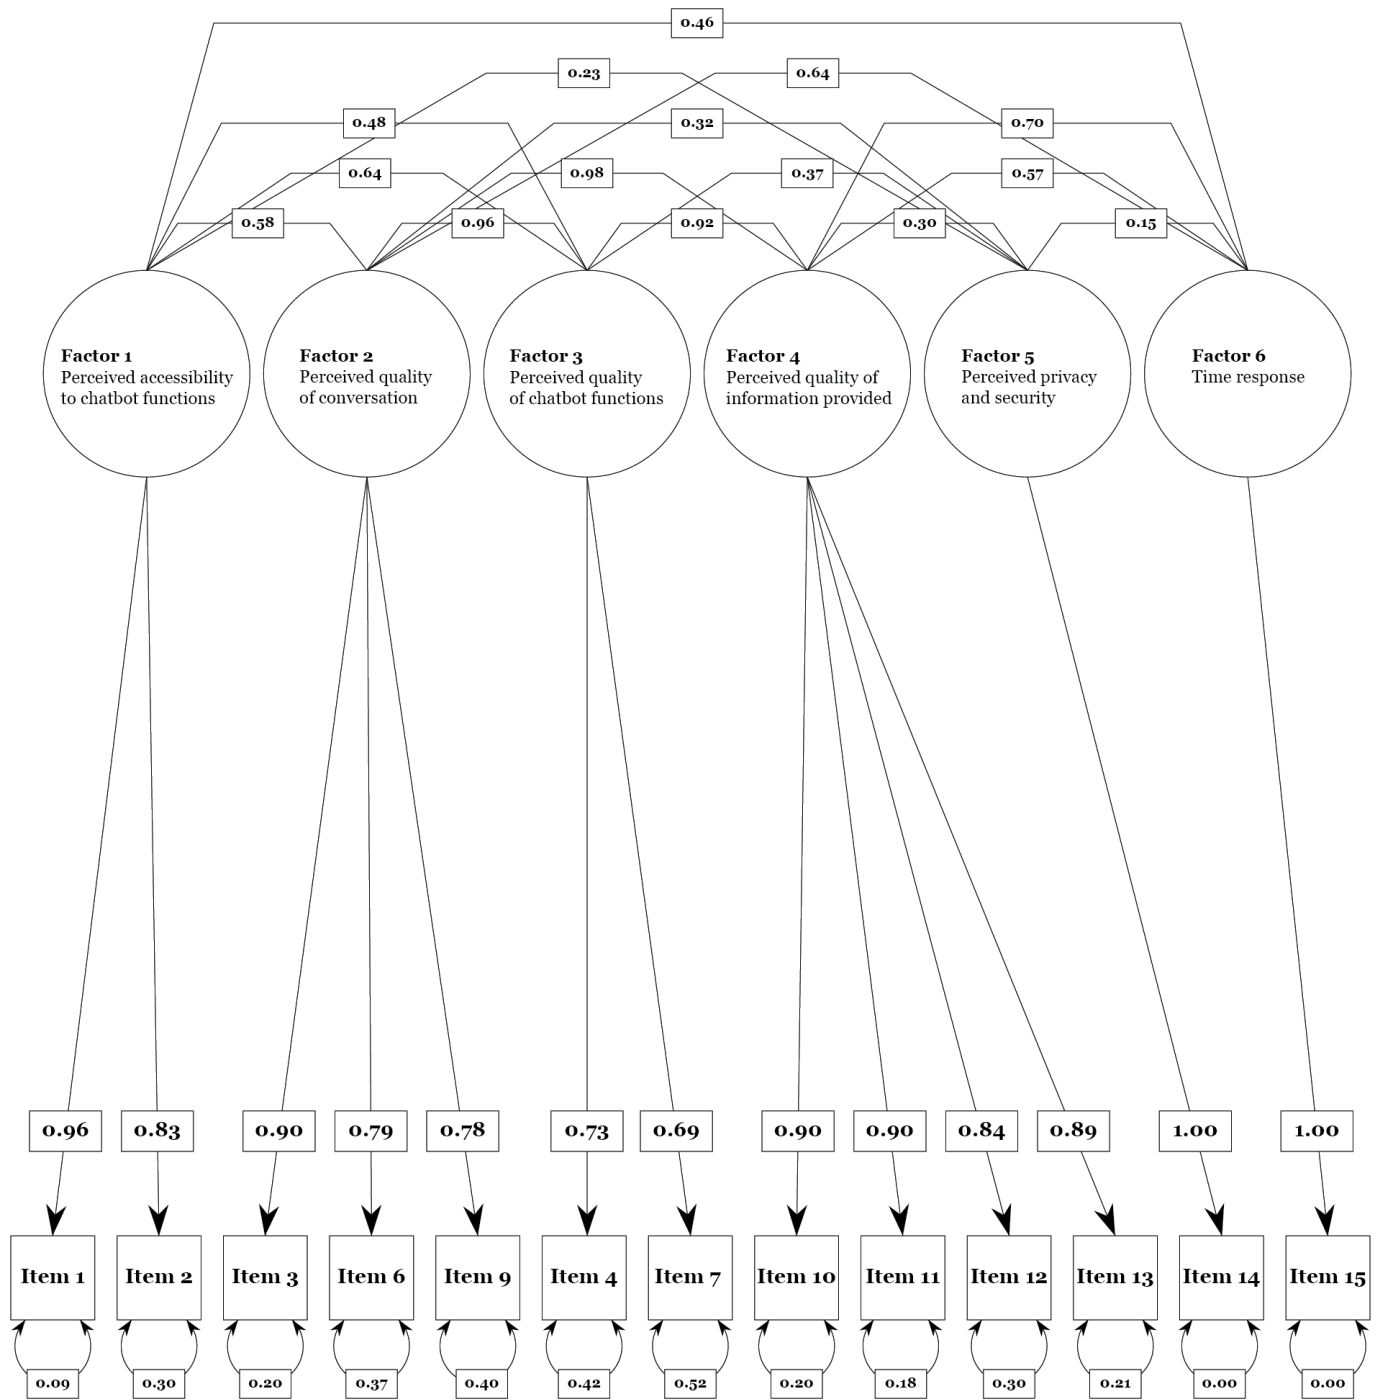 0.46
0.23 0.64
0.48 0.32 0.70
0.64 0.98 0.37 0.57
0.58 0.96 0.92 0.30 0.15
Factor 1
Perceived accessibility
to chatbot functions
Factor 2
Perceived quality
of conversation
Factor 3
Perceived quality
of chatbot functions
Factor 4
Perceived quality of
information provided
Factor 5
Perceived privacy
and security
Factor 6
Time response
0.96 0.83 0.90 0.79 0.78 0.73 0.69 0.90 0.90 0.84 0.89 1.00 1.00
Item 1 Item 2 Item 3 Item 6 Item 9 Item 4 Item 7 Item 10 Item 11 Item 12 Item 13 Item 14 Item 15
0.09 0.30 0.20 0.37 0.40 0.42 0.52 0.20 0.18 0.30 0.21 0.00 0.00